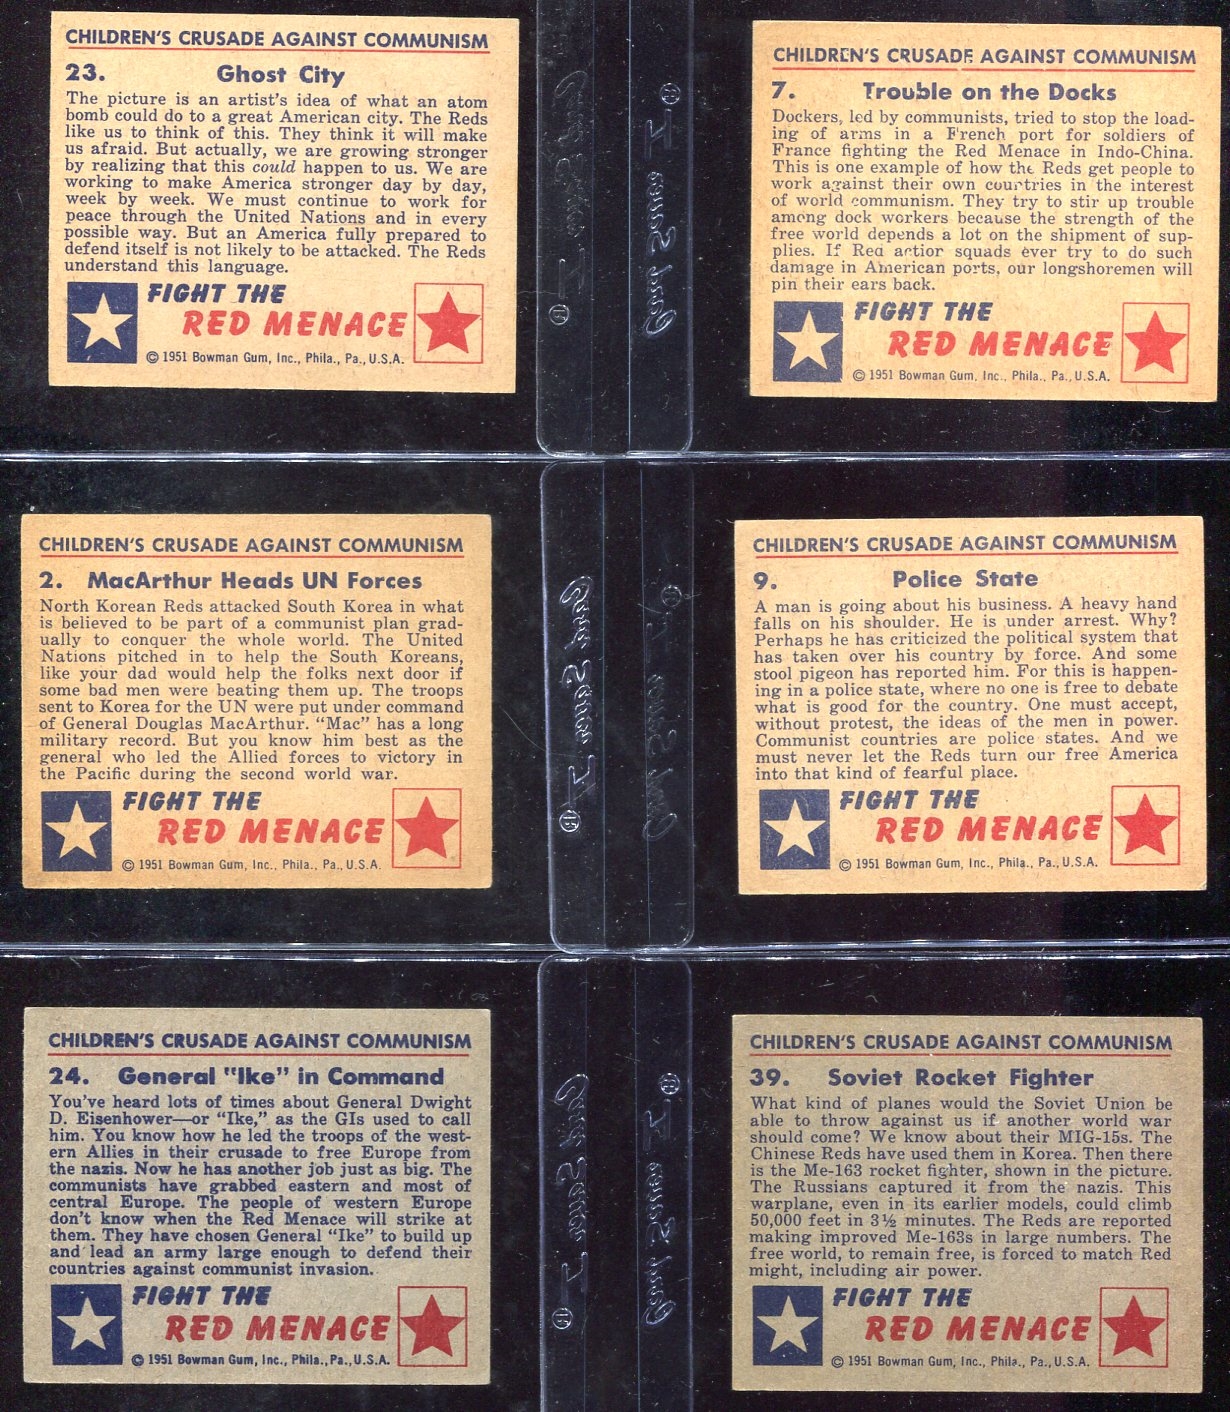 CHILDREN'S CRUSADE AGAINST COMMUNISM
23. Ghost City
The picture is an artist's idea of what an atom
bomb could do to a great American city. The Reds
like us to think of this. They think it will make
us afraid. But actually, we are growing stronger
by realizing that this could happen to us. We are
working to make America stronger day by day,
week by week. We must continue to work for
peace through the United Nations and in every
possible way. But an America fully prepared to
defend itself is not likely to be attacked. The Reds
understand this language.
FIGHT THE
RED MENACE
© 1951 Bowman Gum, Inc., Phila., Pa., U.S.A.
CHILDREN'S CRUSADE AGAINST COMMUNISM
7. Trouble on the Docks
Dockers, led by communists, tried to stop the load-
ing of arms in a French port for soldiers of
France fighting the Red Menace in Indo-China.
This is one example of how the Reds get people to
work against their own countries in the interest
of world communism. They try to stir up trouble
among dock workers because the strength of the
free world depends a lot on the shipment of sup-
plies. If Red action squads ever try to do such
damage in American ports, our longshoremen will
pin their ears back.
FIGHT THE
RED MENACE
© 1951 Bowman Gum, Inc., Phila., Pa., U.S.A.
CHILDREN'S CRUSADE AGAINST COMMUNISM
2. MacArthur Heads UN Forces
North Korean Reds attacked South Korea in what
is believed to be part of a communist plan grad-
ually to conquer the whole world. The United
Nations pitched in to help the South Koreans,
like your dad would help the folks next door if
some bad men were beating them up. The troops
sent to Korea for the UN were put under command
of General Douglas MacArthur. “Mac” has a long
military record. But you know him best as the
general who led the Allied forces to victory in
the Pacific during the second world war.
FIGHT THE
RED MENACE
© 1951 Bowman Gum, Inc., Phila., Pa., U.S.A.
CHILDREN'S CRUSADE AGAINST COMMUNISM
9. Police State
A man is going about his business. A heavy hand
falls on his shoulder. He is under arrest. Why?
Perhaps he has criticized the political system that
has taken over his country by force. And some
stool pigeon has reported him. For this is happen-
ing in a police state, where no one is free to debate
what is good for the country. One must accept,
without protest, the ideas of the men in power.
Communist countries are police states. And we
must never let the Reds turn our free America
into that kind of fearful place.
FIGHT THE
RED MENACE
© 1951 Bowman Gum, Inc., Phila., Pa., U.S.A.
CHILDREN'S CRUSADE AGAINST COMMUNISM
24. General "Ike" in Command
You've heard lots of times about General Dwight
D. Eisenhower—or “Ike,” as the GIs used to call
him. You know how he led the troops of the west-
ern Allies in their crusade to free Europe from
the nazis. Now he has another job just as big. The
communists have grabbed eastern and most of
central Europe. The people of western Europe
don't know when the Red Menace will strike at
them. They have chosen General “Ike” to build up
and lead an army large enough to defend their
countries against communist invasion.
FIGHT THE
RED MENACE
© 1951 Bowman Gum, Inc., Phila., Pa., U.S.A.
CHILDREN'S CRUSADE AGAINST COMMUNISM
39. Soviet Rocket Fighter
What kind of planes would the Soviet Union be
able to throw against us if another world war
should come? We know about their MIG-15s. The
Chinese Reds have used them in Korea. Then there
is the Me-163 rocket fighter, shown in the picture.
The Russians captured it from the nazis. This
warplane, even in its earlier models, could climb
50,000 feet in 3½ minutes. The Reds are reported
making improved Me-163s in large numbers. The
free world, to remain free, is forced to match Red
might, including air power.
FIGHT THE
RED MENACE
© 1951 Bowman Gum, Inc., Phila., Pa., U.S.A.